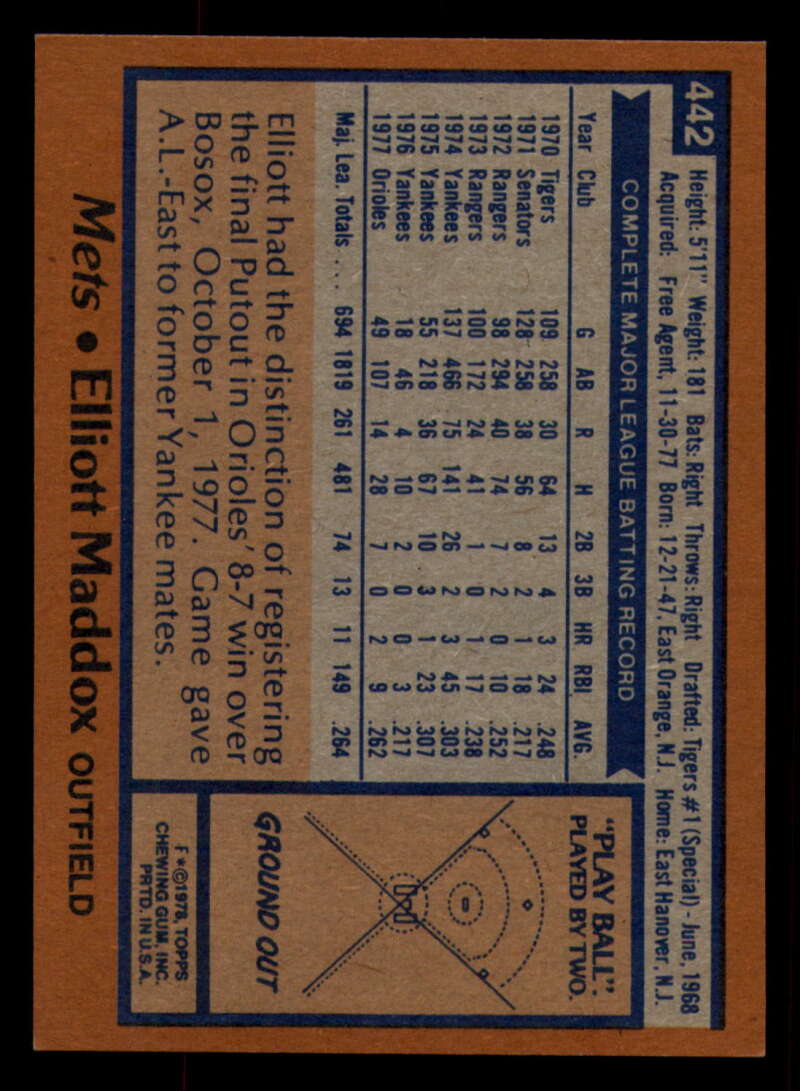 442
Height: 5'11" Weight: 181 Bats: Right Throws: Right Drafted: Tigers #1 (Special) - June, 1968
Acquired: Free Agent, 11-30-77 Born: 12-21-47, East Orange, N.J. Home: East Hanover, N.J.
COMPLETE MAJOR LEAGUE BATTING RECORD
Year Club G AB R H 2B 3B HR RBI AVG.
1970 Tigers 109 258 30 64 13 4 3 24 .248
1971 Senators 128 258 38 56 8 2 1 18 .217
1972 Rangers 98 294 40 74 7 2 0 10 .252
1973 Rangers 100 172 24 41 1 0 1 17 .238
1974 Yankees 137 466 75 141 26 2 3 45 .303
1975 Yankees 55 218 36 67 10 3 1 23 .307
1976 Yankees 18 46 4 10 2 0 0 3 .217
1977 Orioles 49 107 14 28 7 0 2 9 .262
Maj. Lea. Totals ... 694 1819 261 481 74 13 11 149 .264
Elliott had the distinction of registering
the final Putout in Orioles' 8-7 win over
Bosox, October 1, 1977. Game gave
A.L.-East to former Yankee mates.
"PLAY BALL":
PLAYED BY TWO.
GROUND OUT
F*©1978, TOPPS
CHEWING GUM, INC.
PRTD. IN U.S.A.
Mets • Elliott Maddox OUTFIELD